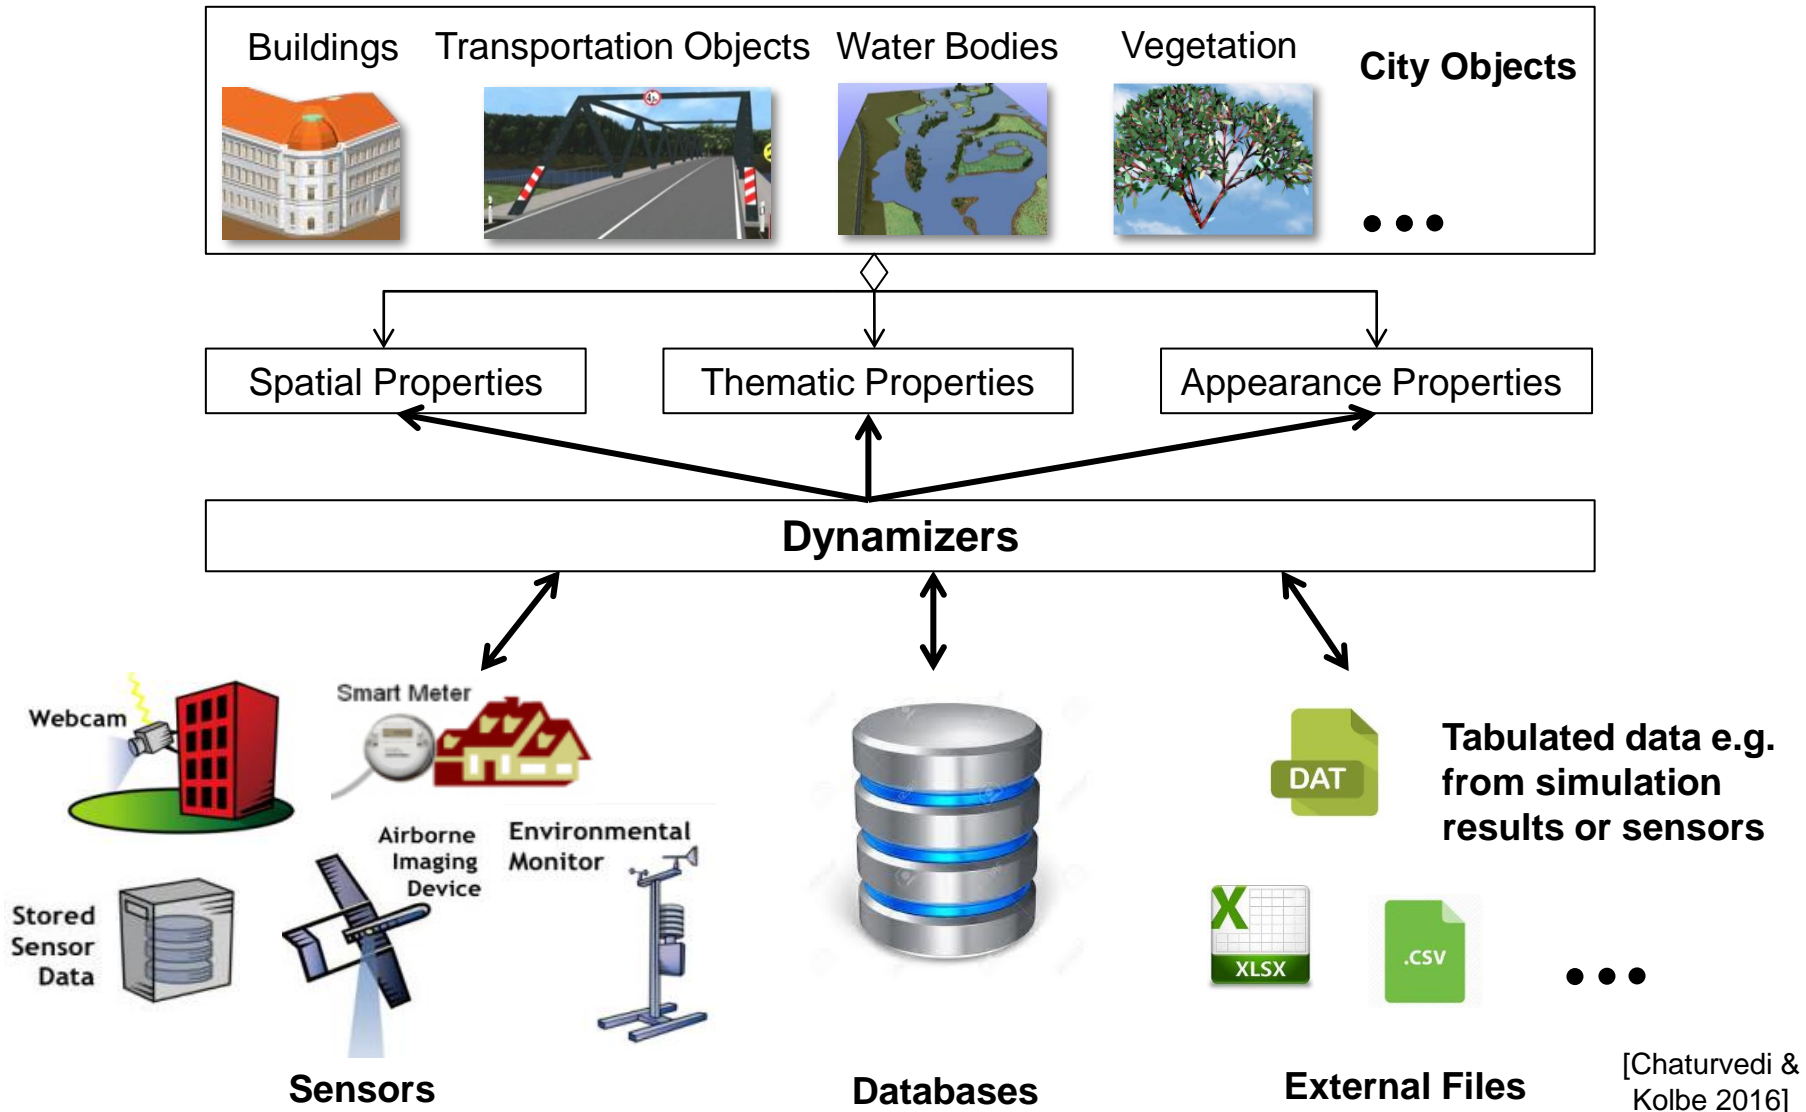 Buildings
Transportation Objects
Water Bodies
Vegetation
City Objects
...
Spatial Properties
Thematic Properties
Appearance Properties
Dynamizers
Webcam
Smart Meter
Airborne
Imaging
Device
Environmental
Monitor
Stored
Sensor
Data
DAT
Tabulated data e.g.
from simulation
results or sensors
X
XLSX
.CSV
...
Sensors
Databases
External Files
[Chaturvedi &
Kolbe 2016]